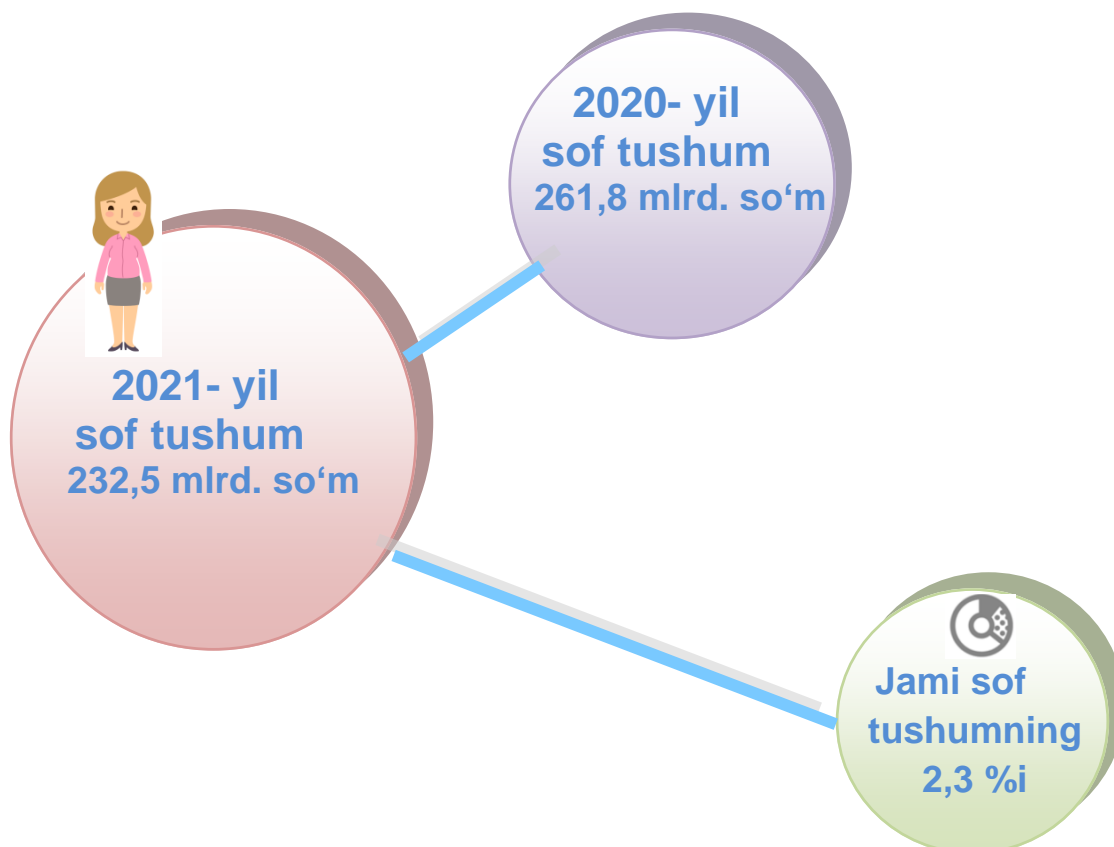 2020- yil
sof tushum
261,8 mlrd. so‘m
2021- yil
sof tushum
232,5 mlrd. so‘m
Jami sof
tushumning
2,3 %i